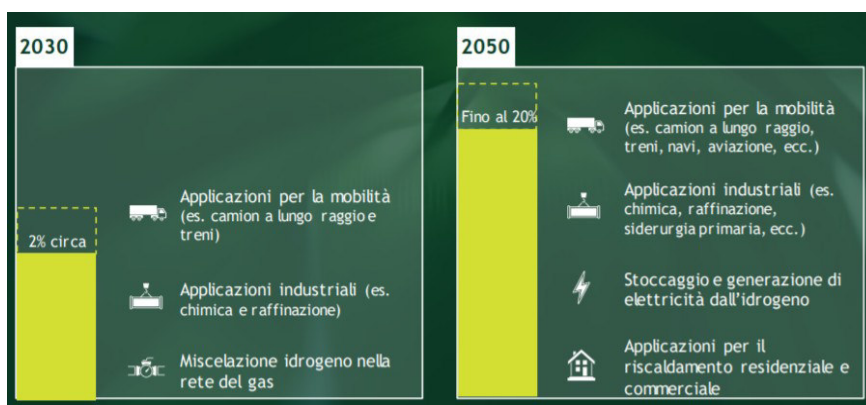 2030
2% circa
Applicazioni per la mobilità
(es. camion a lungo raggio e
treni)
Applicazioni industriali (es.
chimica e raffinazione)
Miscelazione idrogeno nella
rete del gas
2050
Fino al 20%
Applicazioni per la mobilità
(es. camion a lungo raggio,
treni, navi, aviazione, ecc.)
Applicazioni industriali (es.
chimica, raffinazione,
siderurgia primaria, ecc.)
Stoccaggio e generazione di
elettricità dall'idrogeno
Applicazioni per il
riscaldamento residenziale e
commerciale